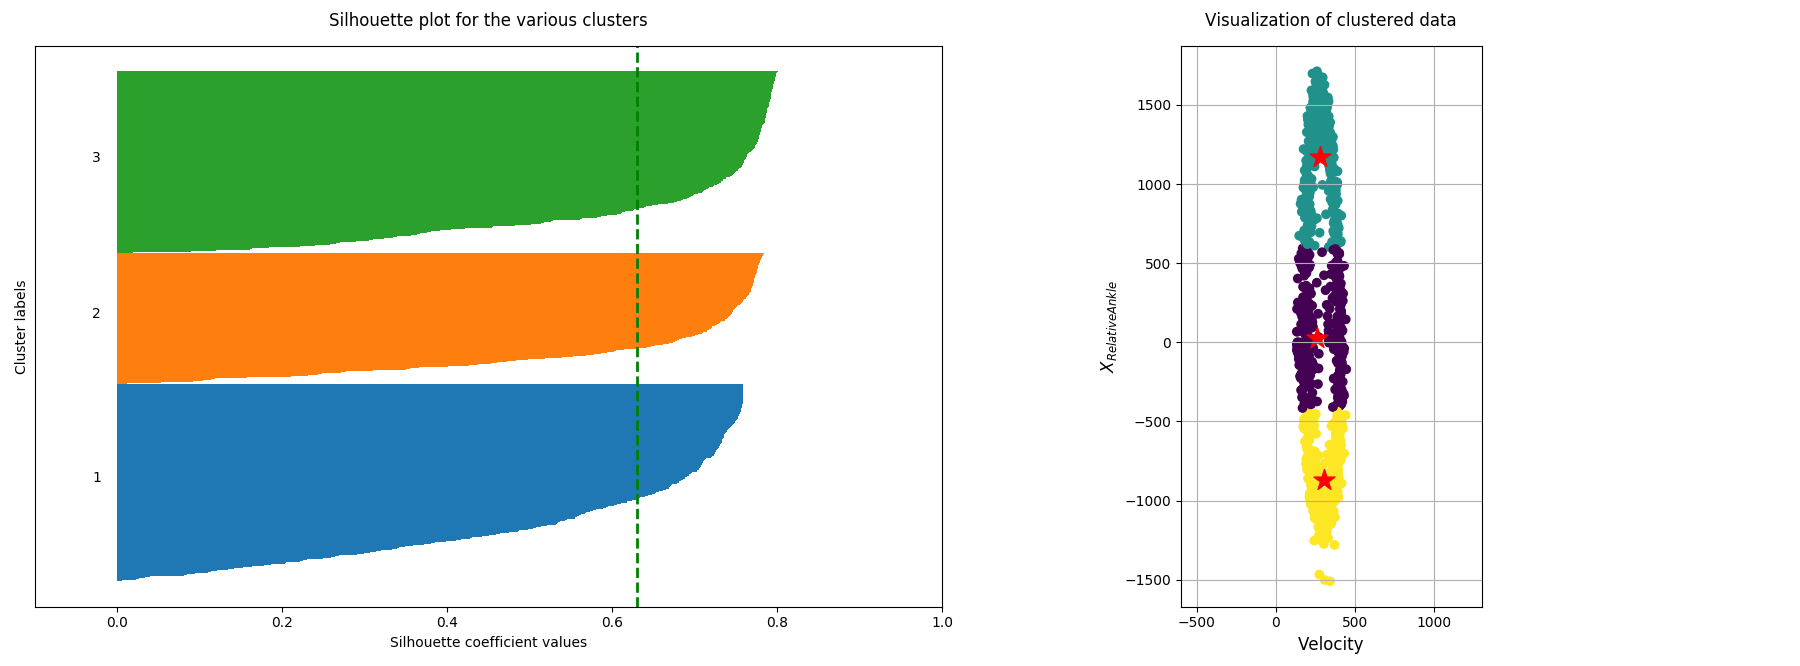 Silhouette plot for the various clusters
Cluster labels
3
2
1
0.0 0.2 0.4 0.6 0.8 1.0
Silhouette coefficient values
Visualization of clustered data
X RelativeAnkle
1500
1000
500
0
−500
−1000
−1500
−500 0 500 1000
Velocity